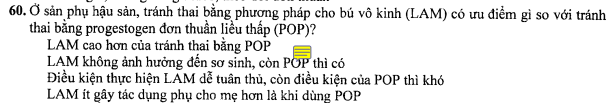 60. Ở sản phụ hậu sản, tránh thai bằng phương pháp cho bú vô kinh (LAM) có ưu điểm gì so với tránh
thai bằng progestogen đơn thuần liều thấp (POP)?
LAM cao hơn của tránh thai bằng POP
LAM không ảnh hưởng đến sơ sinh, còn POP thì có
Điều kiện thực hiện LAM dễ tuân thủ, còn điều kiện của POP thì khó
LAM ít gây tác dụng phụ cho mẹ hơn là khi dùng POP